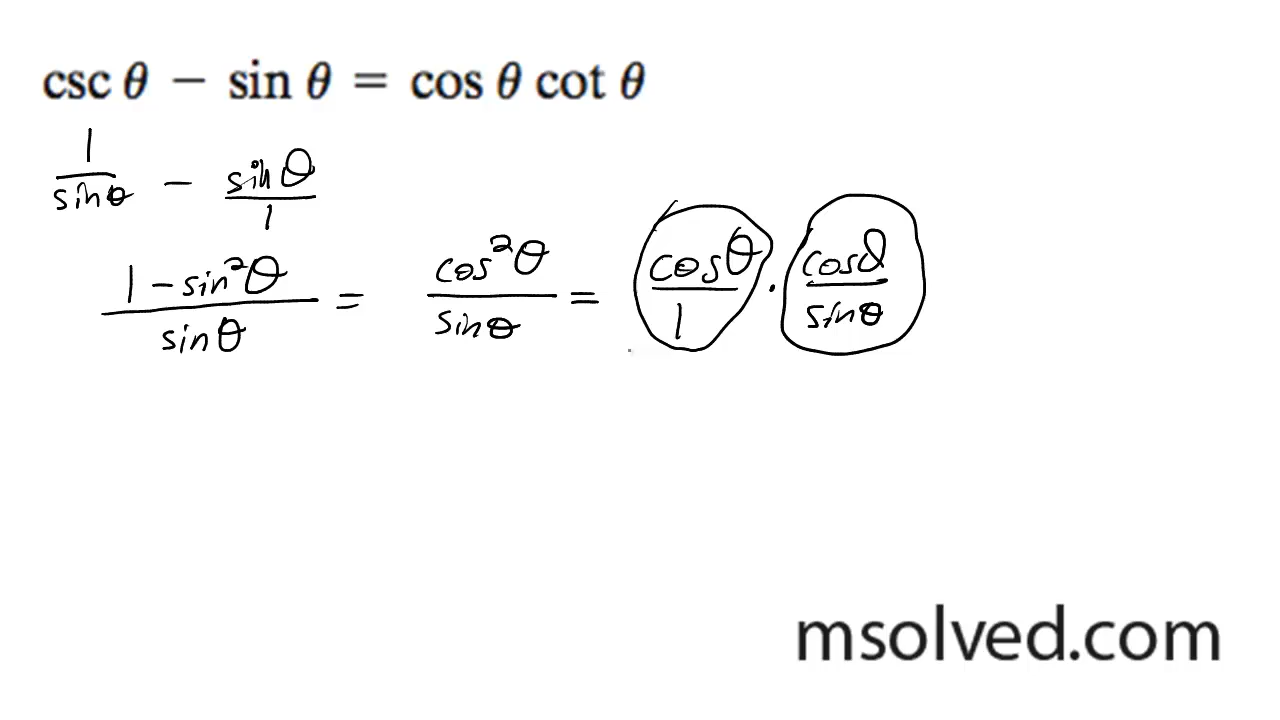 csc θ − sin θ = cos θ cot θ
1/sinθ − sinθ/1
(1 − sin²θ)/sinθ = cos²θ/sinθ = cosθ/1 · cosθ/sinθ
msolved.com